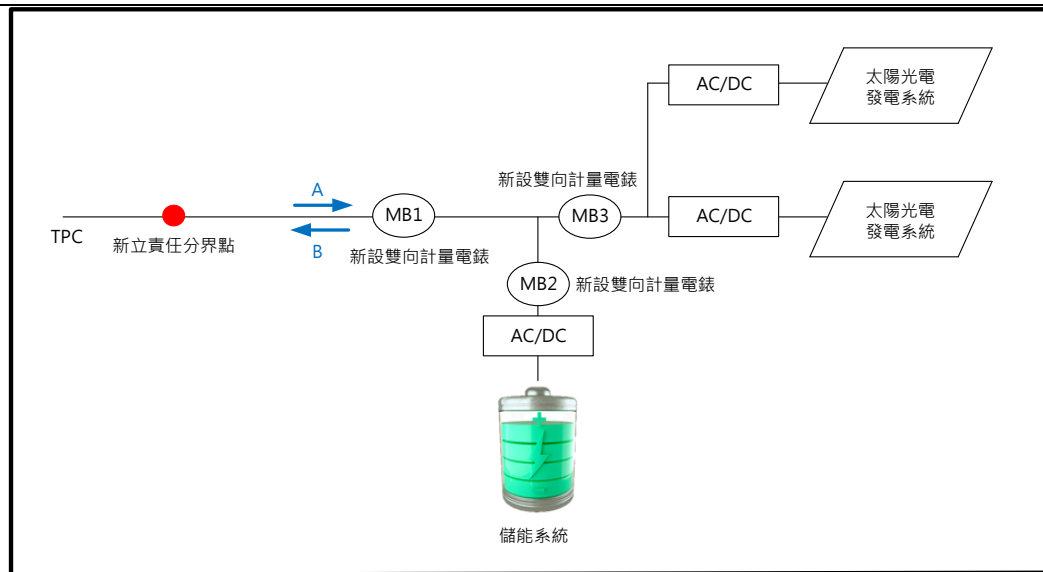 AC/DC
太陽光電
發電系統
新設雙向計量電錶
A
MB1
MB3
AC/DC
太陽光電
發電系統
TPC
新立責任分界點
B
新設雙向計量電錶
MB2
新設雙向計量電錶
AC/DC
儲能系統